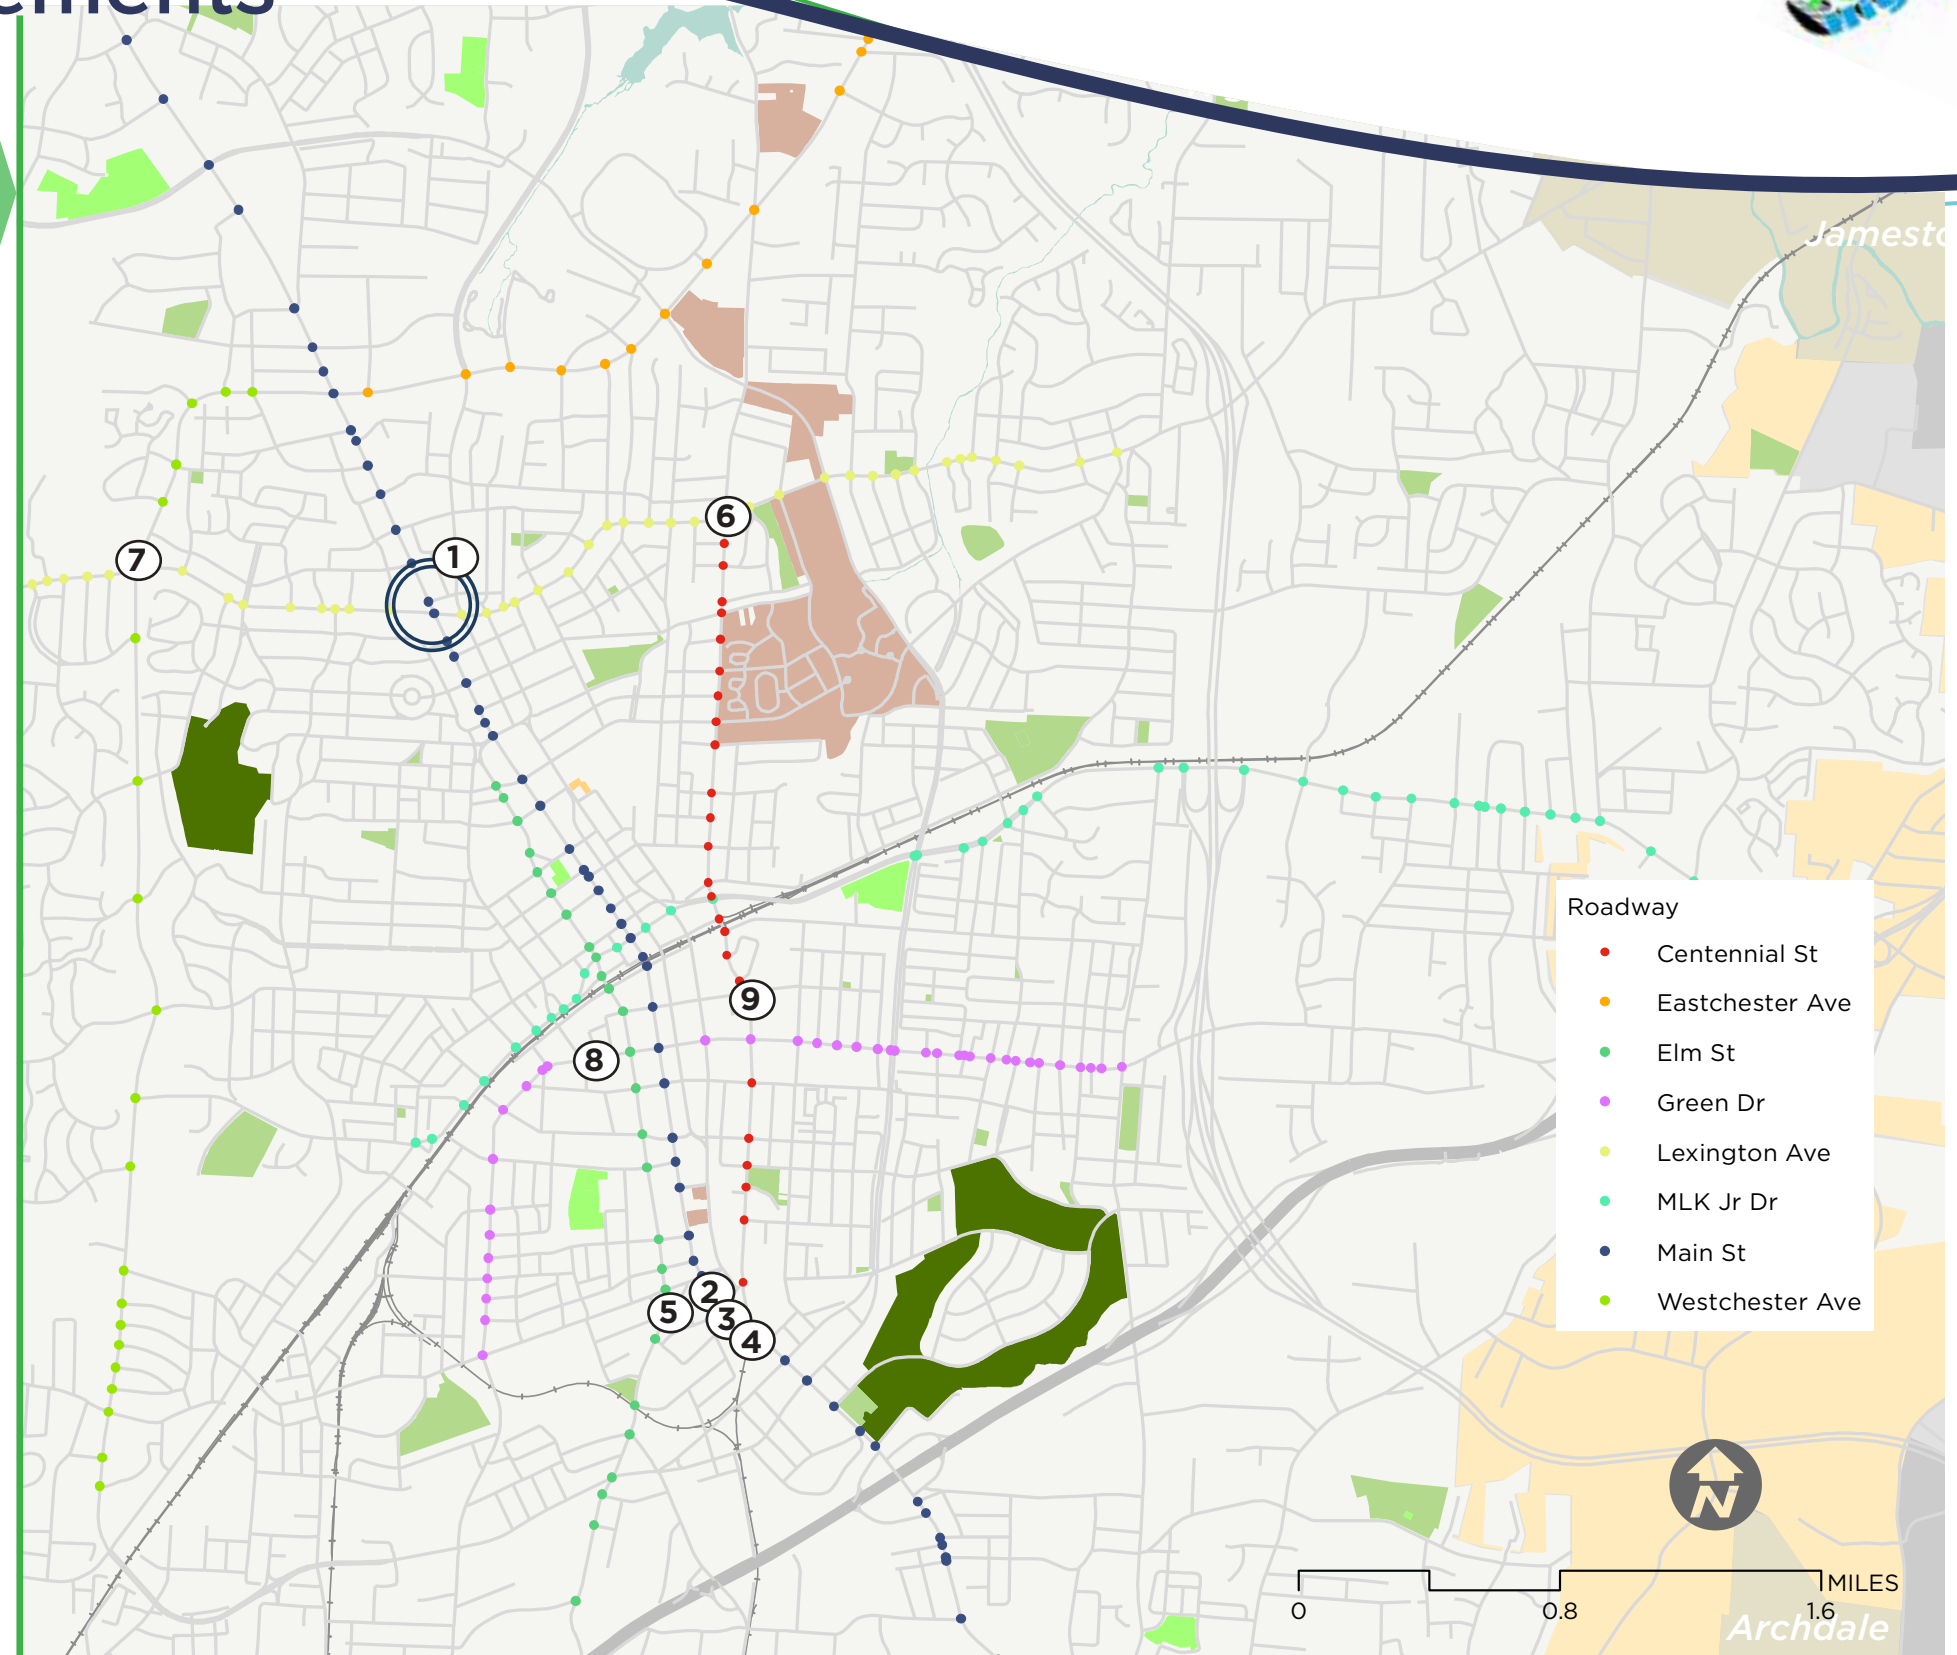 ements
Jamesto
6
1
7
9
8
2
5
3
4
Roadway
Centennial St
Eastchester Ave
Elm St
Green Dr
Lexington Ave
MLK Jr Dr
Main St
Westchester Ave
N
MILES
0 0.8 1.6
Archdale